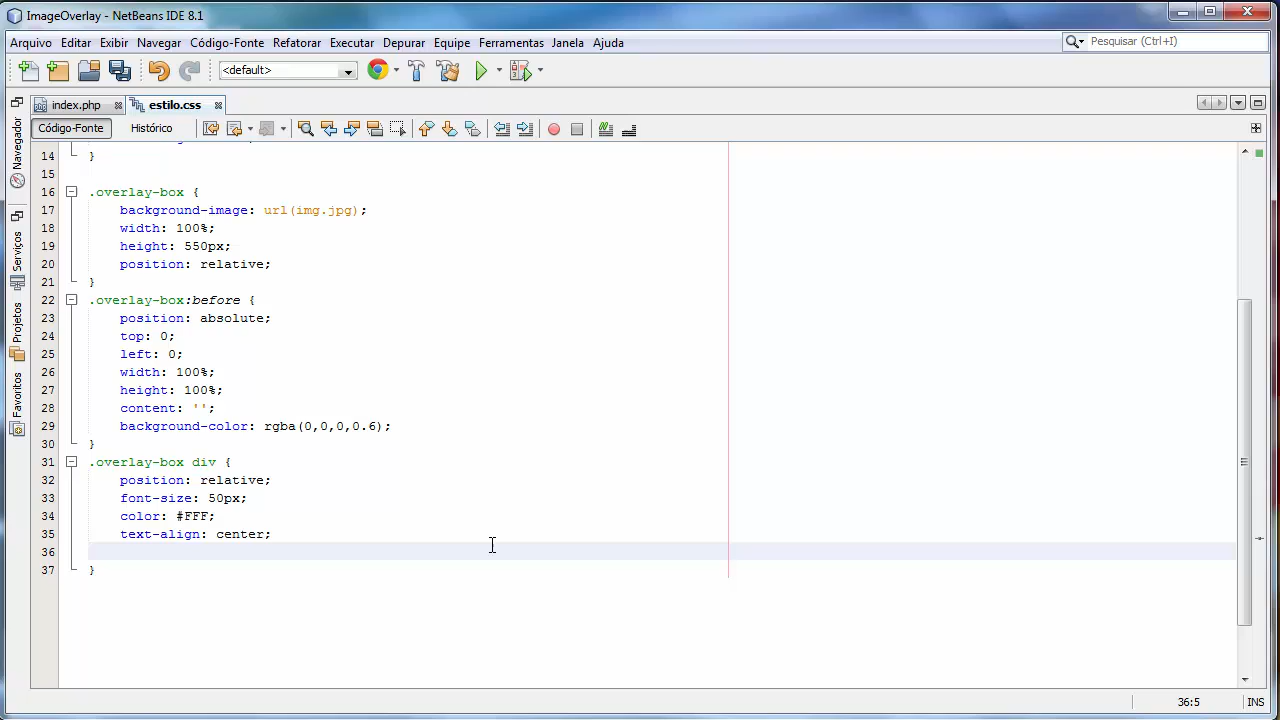 ImageOverlay - NetBeans IDE 8.1
Arquivo Editar Exibir Navegar Código-Fonte Refatorar Executar Depurar Equipe Ferramentas Janela Ajuda
Pesquisar (Ctrl+I)
<default>
index.php estilo.css
Código-Fonte Histórico
Navegador
Serviços
Projetos
Favoritos
14 }
15
16 .overlay-box {
17 background-image: url(img.jpg);
18 width: 100%;
19 height: 550px;
20 position: relative;
21 }
22 .overlay-box:before {
23 position: absolute;
24 top: 0;
25 left: 0;
26 width: 100%;
27 height: 100%;
28 content: '';
29 background-color: rgba(0,0,0,0.6);
30 }
31 .overlay-box div {
32 position: relative;
33 font-size: 50px;
34 color: #FFF;
35 text-align: center;
36
37 }
36:5 INS